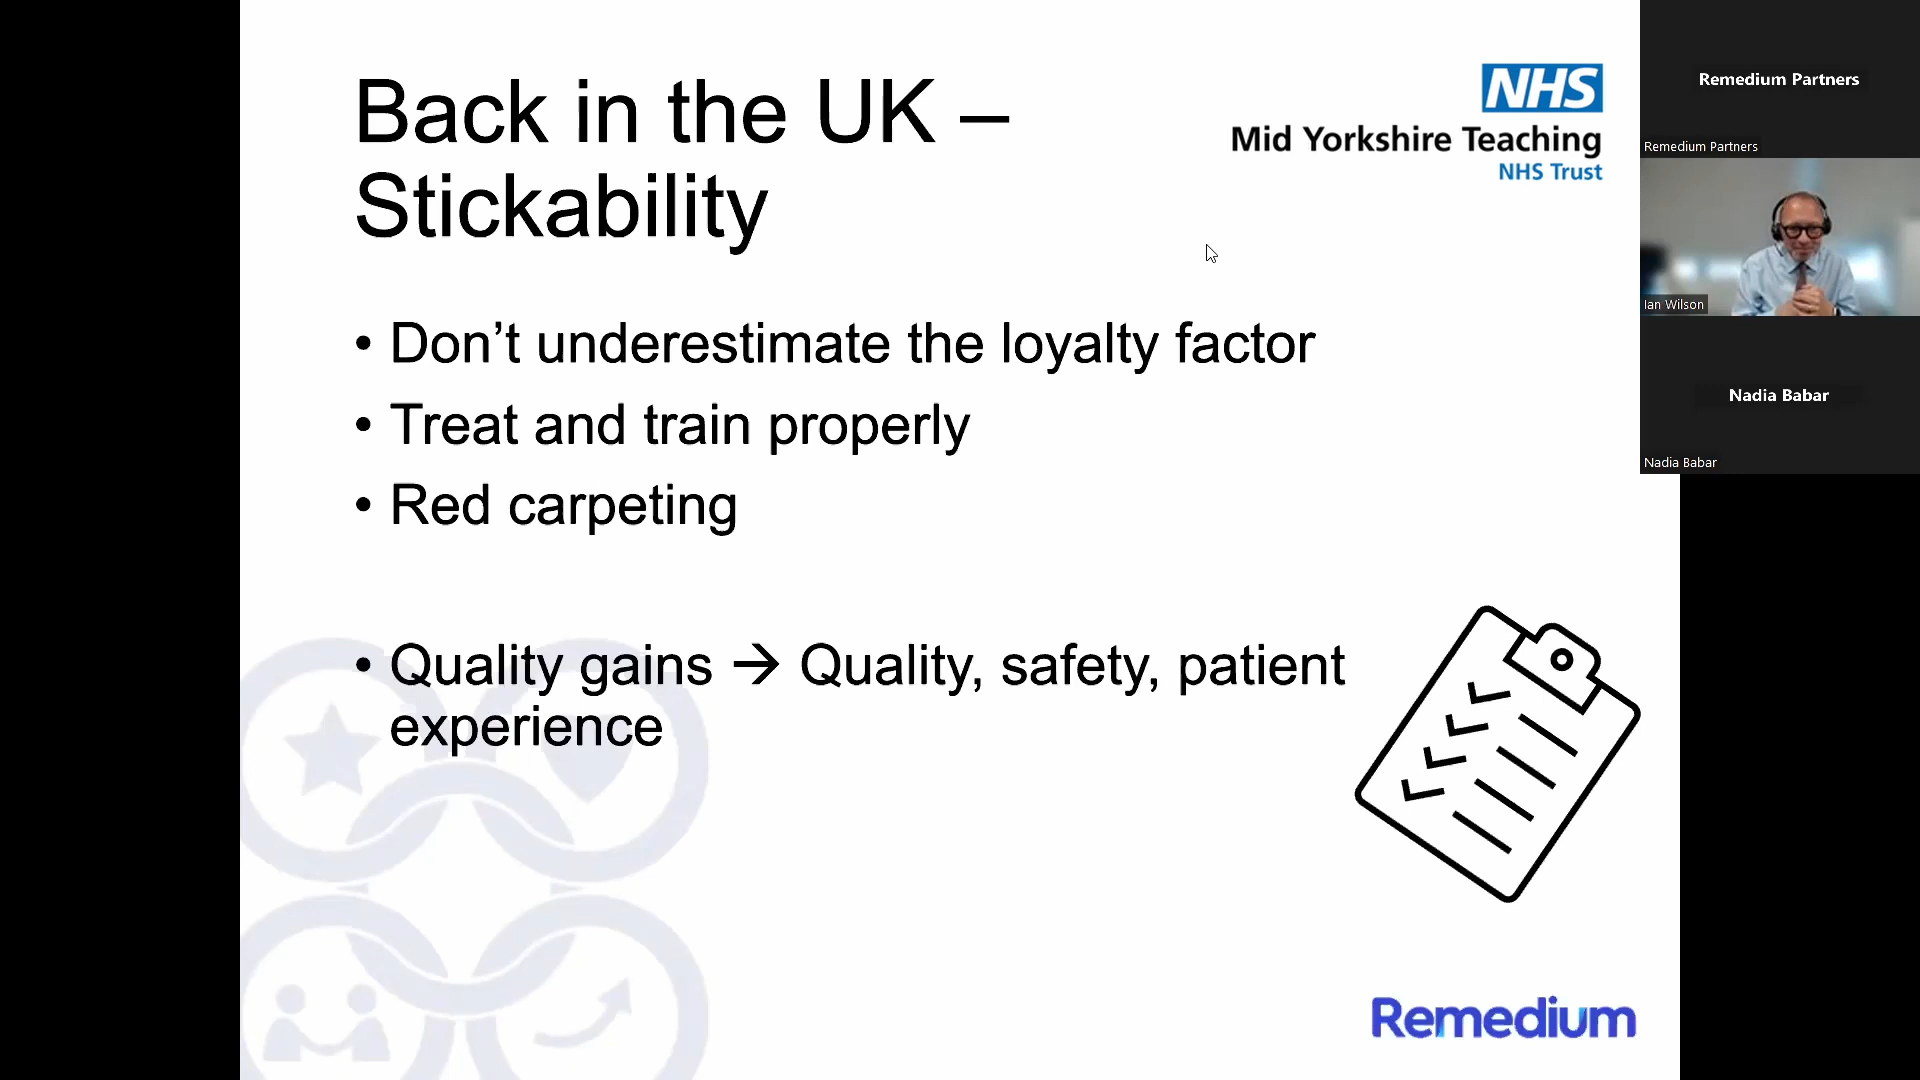 Back in the UK –
Stickability
NHS
Mid Yorkshire Teaching
NHS Trust
• Don’t underestimate the loyalty factor
• Treat and train properly
• Red carpeting
• Quality gains → Quality, safety, patient
experience
Remedium
Remedium Partners
Remedium Partners
Ian Wilson
Nadia Babar
Nadia Babar